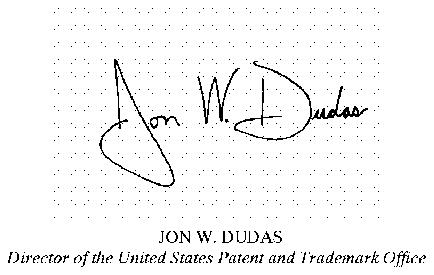 Jon W. Dudas
JON W. DUDAS
Director of the United States Patent and Trademark Office